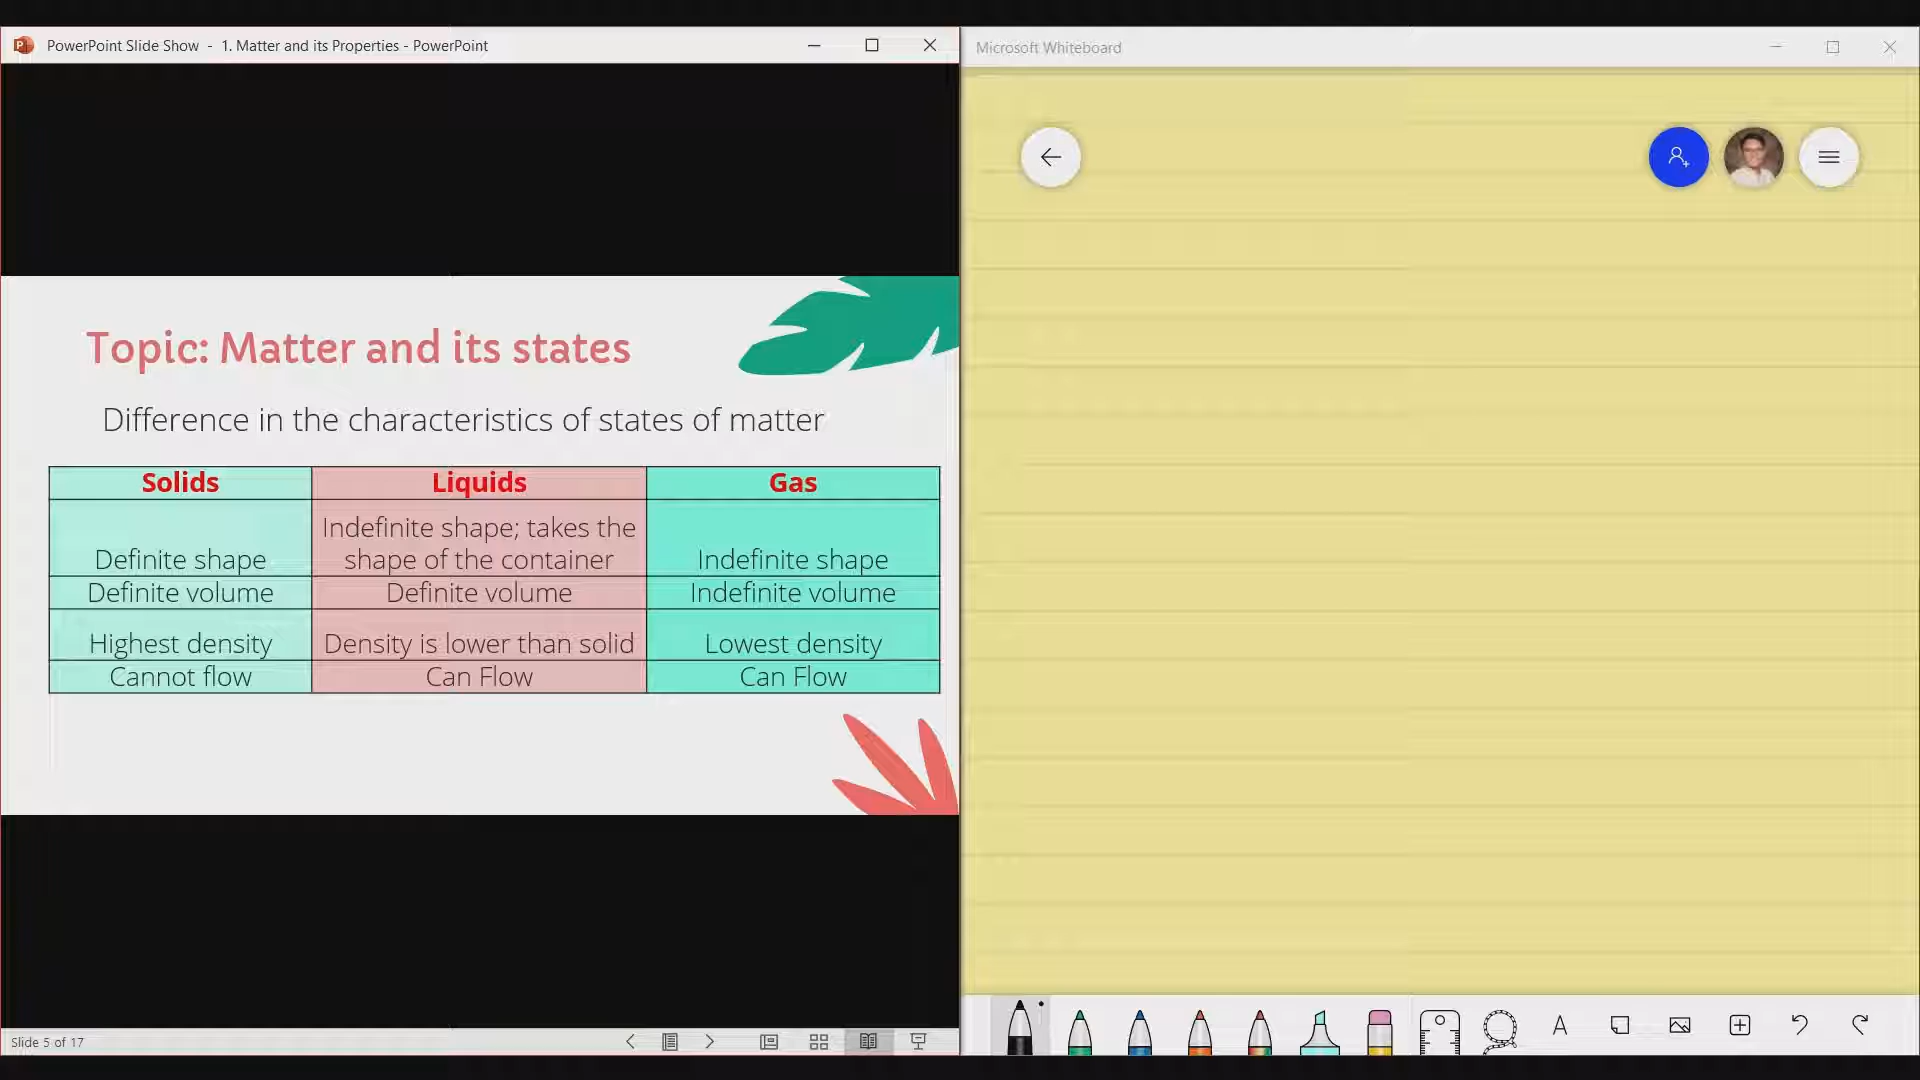 PowerPoint Slide Show - 1. Matter and its Properties - PowerPoint
Microsoft Whiteboard
Topic: Matter and its states
Difference in the characteristics of states of matter
Solids Liquids Gas
Indefinite shape; takes the
Definite shape shape of the container Indefinite shape
Definite volume Definite volume Indefinite volume
Highest density Density is lower than solid Lowest density
Cannot flow Can Flow Can Flow
Slide 5 of 17